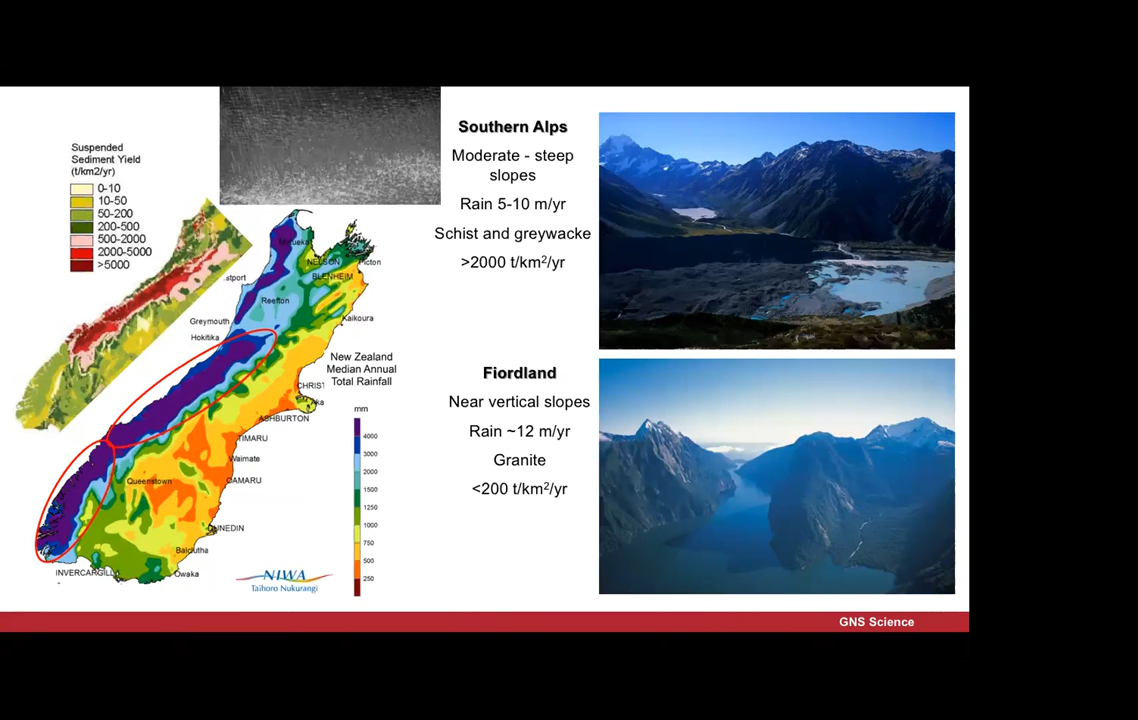 Suspended
Sediment Yield
(t/km2/yr)
0-10
10-50
50-200
200-500
500-2000
2000-5000
>5000
Motueka
NELSON
Picton
BLENHEIM
stport
Reefton
Greymouth
Kaikoura
Hokitika
New Zealand
Median Annual
Total Rainfall
CHRIST
Aka
ASHBURTON
TIMARU
Waimate
Queenstown
OAMARU
DUNEDIN
Balclutha
INVERCARGILL
Owaka
mm
4000
3000
2000
1500
1250
1000
750
500
250
NIWA
Taihoro Nukurangi
Southern Alps
Moderate - steep
slopes
Rain 5-10 m/yr
Schist and greywacke
>2000 t/km²/yr
Fiordland
Near vertical slopes
Rain ~12 m/yr
Granite
<200 t/km²/yr
GNS Science